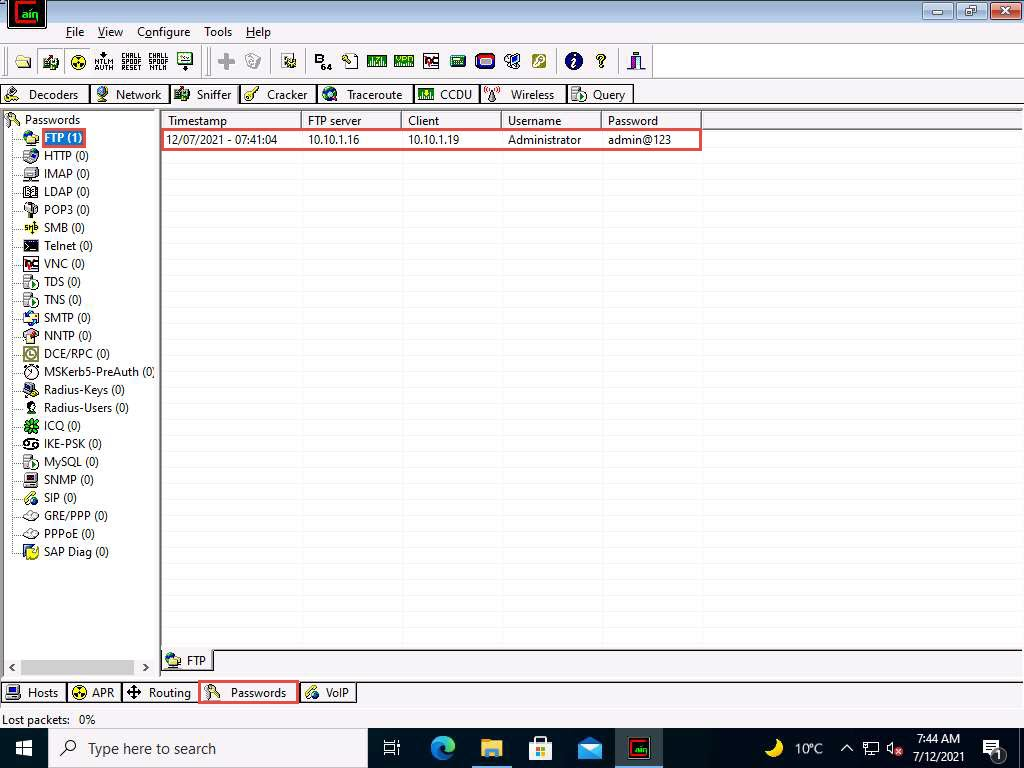 Cain
File View Configure Tools Help
NTLM AUTH CHALL SPOOF RESET CHALL SPOOF NTLM B 64
Decoders Network Sniffer Cracker Traceroute CCDU Wireless Query
Passwords
FTP (1)
HTTP (0)
IMAP (0)
LDAP (0)
POP3 (0)
SMB (0)
Telnet (0)
VNC (0)
TDS (0)
TNS (0)
SMTP (0)
NNTP (0)
DCE/RPC (0)
MSKerb5-PreAuth (0)
Radius-Keys (0)
Radius-Users (0)
ICQ (0)
IKE-PSK (0)
MySQL (0)
SNMP (0)
SIP (0)
GRE/PPP (0)
PPPoE (0)
SAP Diag (0)
Timestamp FTP server Client Username Password
12/07/2021 - 07:41:04 10.10.1.16 10.10.1.19 Administrator admin@123
FTP
Hosts APR Routing Passwords VoIP
Lost packets: 0%
Type here to search
Cain
10°C
7:44 AM
7/12/2021
1